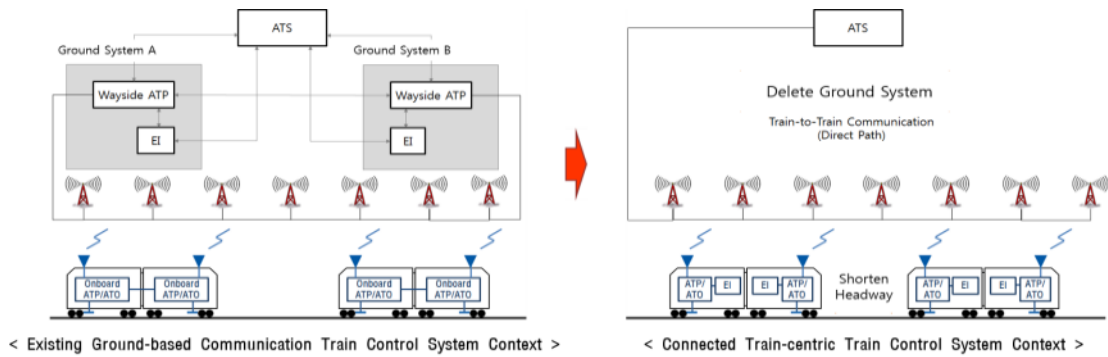 ATS
Ground System A
Ground System B
Wayside ATP
Wayside ATP
EI
EI
Onboard
ATP/ATO
Onboard
ATP/ATO
Onboard
ATP/ATO
Onboard
ATP/ATO
< Existing Ground-based Communication Train Control System Context >
ATS
Delete Ground System
Train-to-Train Communication
(Direct Path)
ATP/
ATO
EI
EI
ATP/
ATO
Shorten
Headway
ATP/
ATO
EI
EI
ATP/
ATO
< Connected Train-centric Train Control System Context >